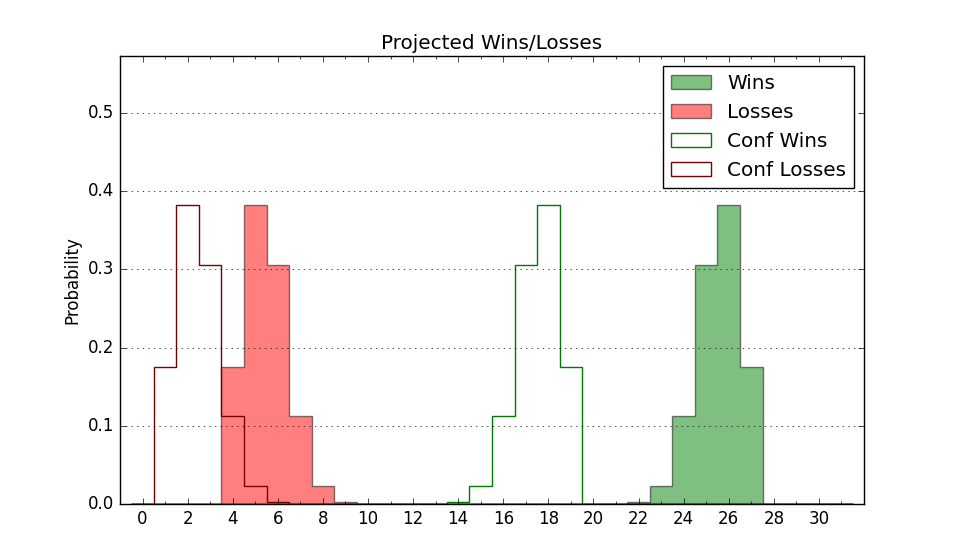 Projected Wins/Losses
Wins
Losses
Conf Wins
Conf Losses
Probability
0.5
0.4
0.3
0.2
0.1
0.0
0 2 4 6 8 10 12 14 16 18 20 22 24 26 28 30